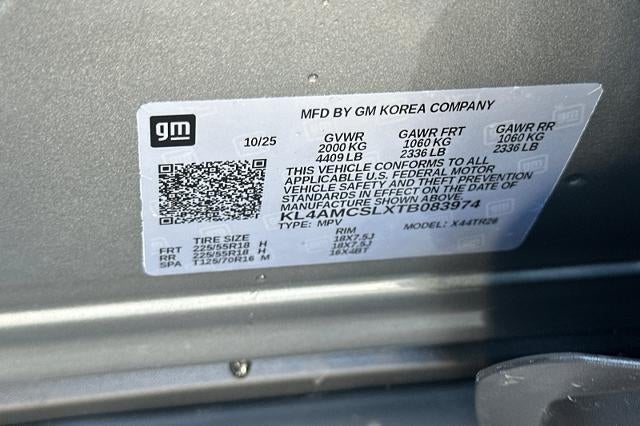 MFD BY GM KOREA COMPANY
gm
10/25 GVWR GAWR FRT GAWR RR
2000 KG 1060 KG 1060 KG
4409 LB 2336 LB 2336 LB
THIS VEHICLE CONFORMS TO ALL
APPLICABLE U.S. FEDERAL MOTOR
VEHICLE SAFETY AND THEFT PREVENTION
STANDARDS IN EFFECT ON THE DATE OF
MANUFACTURE SHOWN ABOVE.
KL4AMCSLXTB083974
TYPE: MPV MODEL: X44TR26
TIRE SIZE RIM
FRT 225/55R18 H 18X7.5J
RR 225/55R18 H 18X7.5J
SPA T125/70R16 M 16X4BT